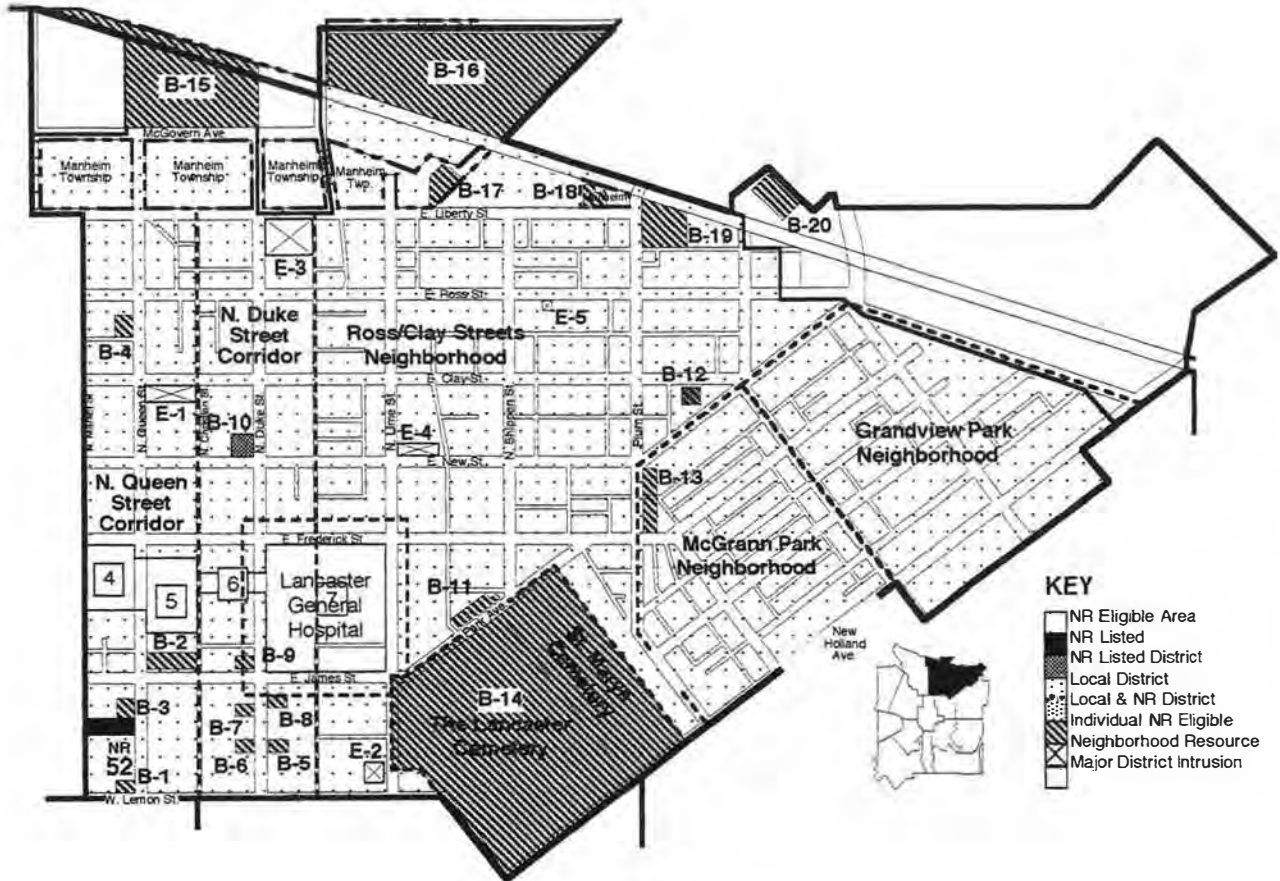 B-16
B-15
McGovern Ave
Manheim
Township
Manheim
Township
Manheim
Township
Manheim
Twp.
B-17
B-18
E. Liberty St.
B-19
B-20
E-3
E. Ross St.
E-5
N. Duke
Street
Corridor
Ross/Clay Streets
Neighborhood
B-4
E. Clay St.
B-12
N. Queen St.
N. Duke St.
N. Lime St.
N. Shippen St.
Plum St.
E-1
B-10
E-4
E. New St.
Grandview Park
Neighborhood
B-13
N. Queen
Street
Corridor
E. Frederick St
McGrann Park
Neighborhood
4
5
6
7
Lancaster
General
Hospital
B-11
Park Ave.
B-2
B-9
E. James St.
St. Mary's
Cemetery
New
Holland
Ave.
B-3
B-7
B-8
B-14
The Lancaster
Cemetery
NR
52
B-1
B-6
B-5
E-2
W. Lemon St.
KEY
NR Eligible Area
NR Listed
NR Listed District
Local District
Local & NR District
Individual NR Eligible
Neighborhood Resource
Major District Intrusion